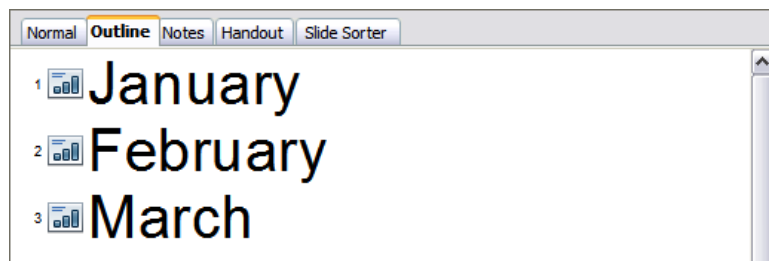 Normal Outline Notes Handout Slide Sorter
1 January
2 February
3 March